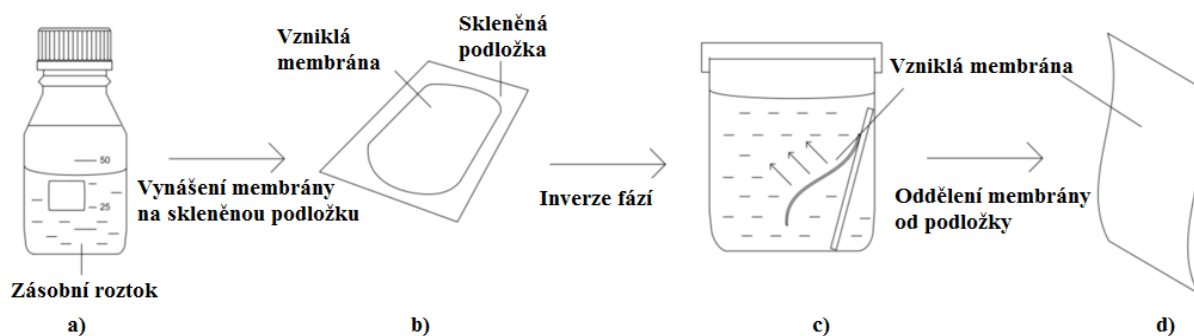 Vzniklá
membrána
Skleněná
podložka
Vzniklá membrána
50
25
Vynášení membrány
na skleněnou podložku
Inverze fází
Oddělení membrány
od podložky
Zásobní roztok
a)
b)
c)
d)